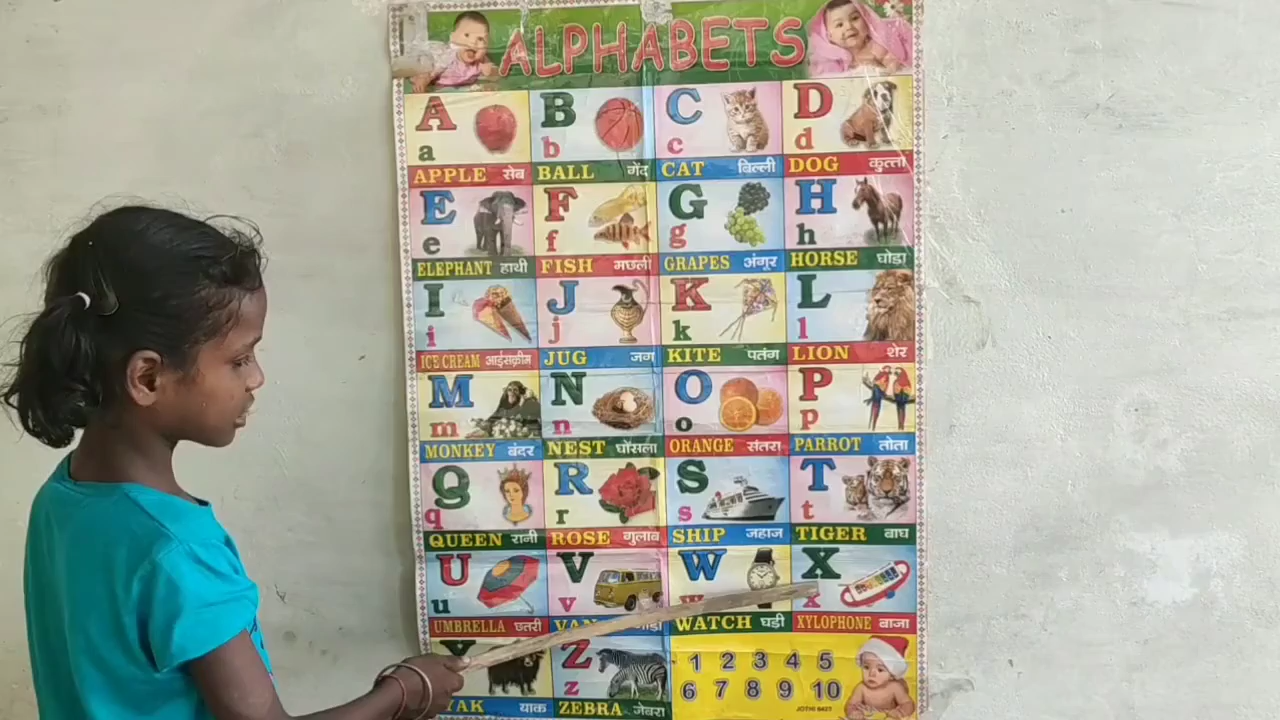 ALPHABETS
A B C D
a b c d
APPLE सेब BALL गेंद CAT बिल्ली DOG कुत्ता
E F G H
e f g h
ELEPHANT हाथी FISH मछली GRAPES अंगूर HORSE घोड़ा
I J K L
i j k l
ICE CREAM आईसक्रीम JUG जग KITE पतंग LION शेर
M N O P
m n o p
MONKEY बंदर NEST घोंसला ORANGE संतरा PARROT तोता
Q R S T
q r s t
QUEEN रानी ROSE गुलाब SHIP जहाज TIGER बाघ
U V W X
u v w x
UMBRELLA छतरी VAN WATCH घड़ी XYLOPHONE बाजा
Y Z
z
YAK याक ZEBRA जेबरा
1 2 3 4 5
6 7 8 9 10